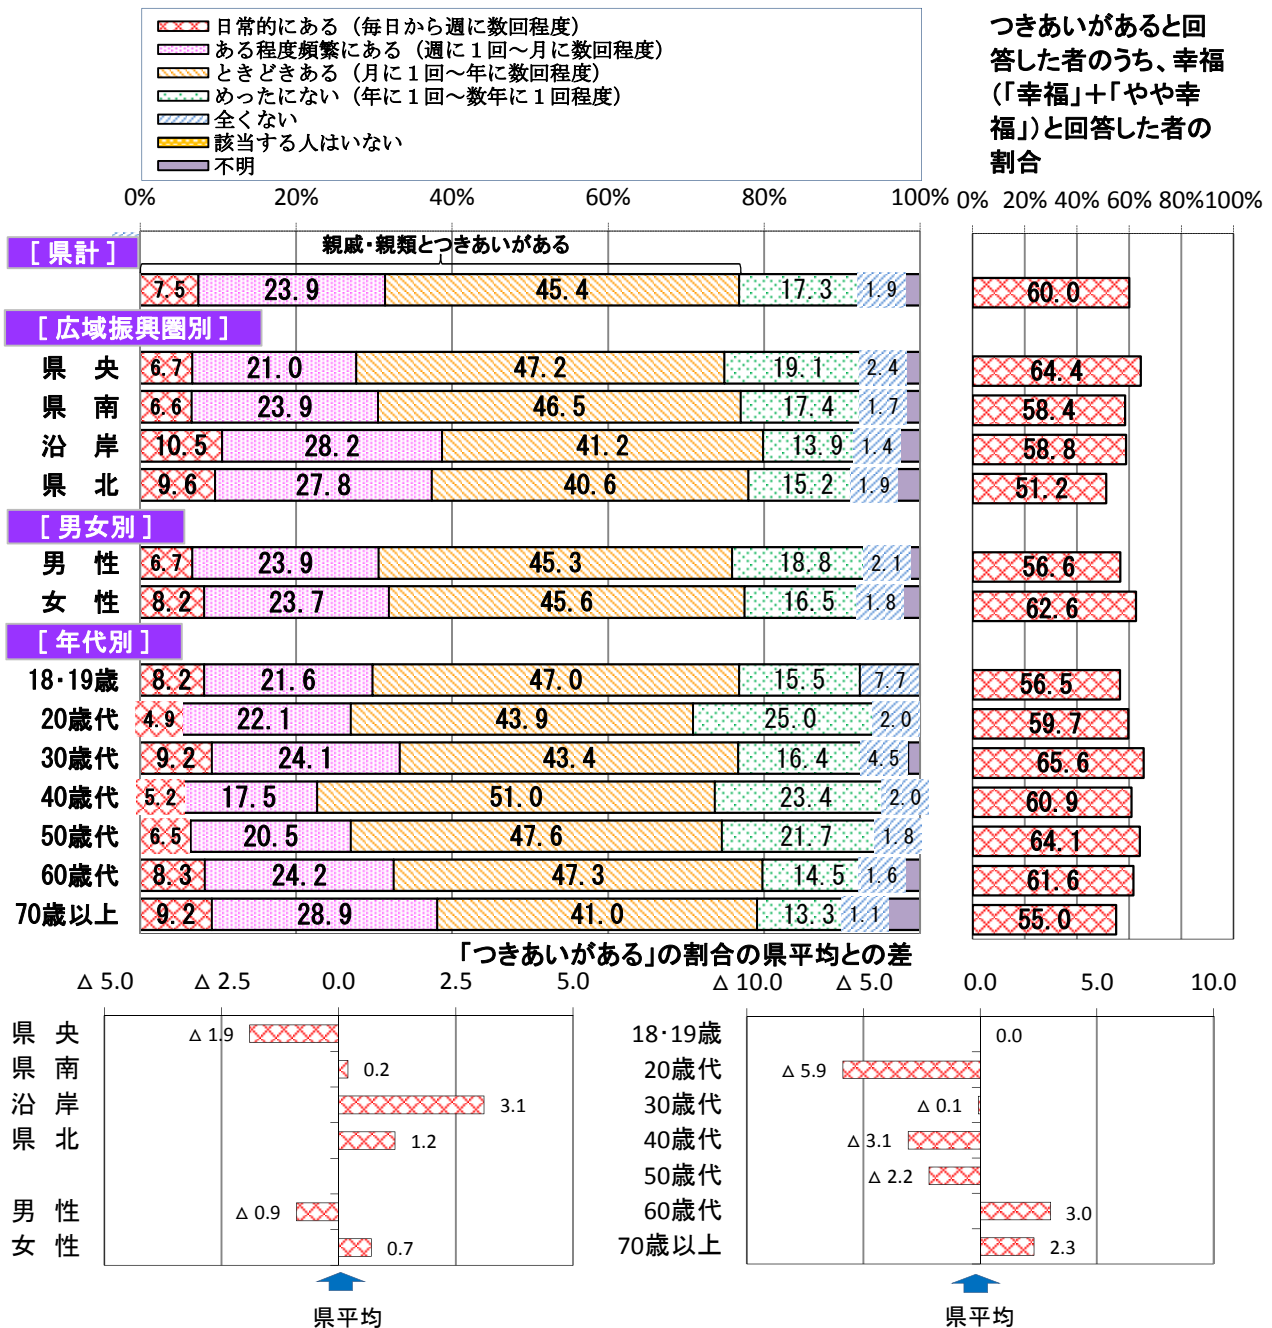 日常的にある（毎日から週に数回程度）
ある程度頻繁にある（週に１回～月に数回程度）
ときどきある（月に１回～年に数回程度）
めったにない（年に１回～数年に１回程度）
全くない
該当する人はいない
不明
つきあいがあると回
答した者のうち、幸福
(「幸福」＋「やや幸
福」)と回答した者の
割合
0% 20% 40% 60% 80% 100%
0% 20% 40% 60% 80% 100%
[ 県計 ]
親戚・親類とつきあいがある
7.5 23.9 45.4 17.3 1.9 60.0
[ 広域振興圏別 ]
県 央 6.7 21.0 47.2 19.1 2.4 64.4
県 南 6.6 23.9 46.5 17.4 1.7 58.4
沿 岸 10.5 28.2 41.2 13.9 1.4 58.8
県 北 9.6 27.8 40.6 15.2 1.9 51.2
[ 男女別 ]
男 性 6.7 23.9 45.3 18.8 2.1 56.6
女 性 8.2 23.7 45.6 16.5 1.8 62.6
[ 年代別 ]
18・19歳 8.2 21.6 47.0 15.5 7.7 56.5
20歳代 4.9 22.1 43.9 25.0 2.0 59.7
30歳代 9.2 24.1 43.4 16.4 4.5 65.6
40歳代 5.2 17.5 51.0 23.4 2.0 60.9
50歳代 6.5 20.5 47.6 21.7 1.8 64.1
60歳代 8.3 24.2 47.3 14.5 1.6 61.6
70歳以上 9.2 28.9 41.0 13.3 1.1 55.0
「つきあいがある」の割合の県平均との差
△ 5.0 △ 2.5 0.0 2.5 5.0
県 央 △ 1.9
県 南 0.2
沿 岸 3.1
県 北 1.2
男 性 △ 0.9
女 性 0.7
県平均
△ 10.0 △ 5.0 0.0 5.0 10.0
18・19歳 0.0
20歳代 △ 5.9
30歳代 △ 0.1
40歳代 △ 3.1
50歳代 △ 2.2
60歳代 3.0
70歳以上 2.3
県平均